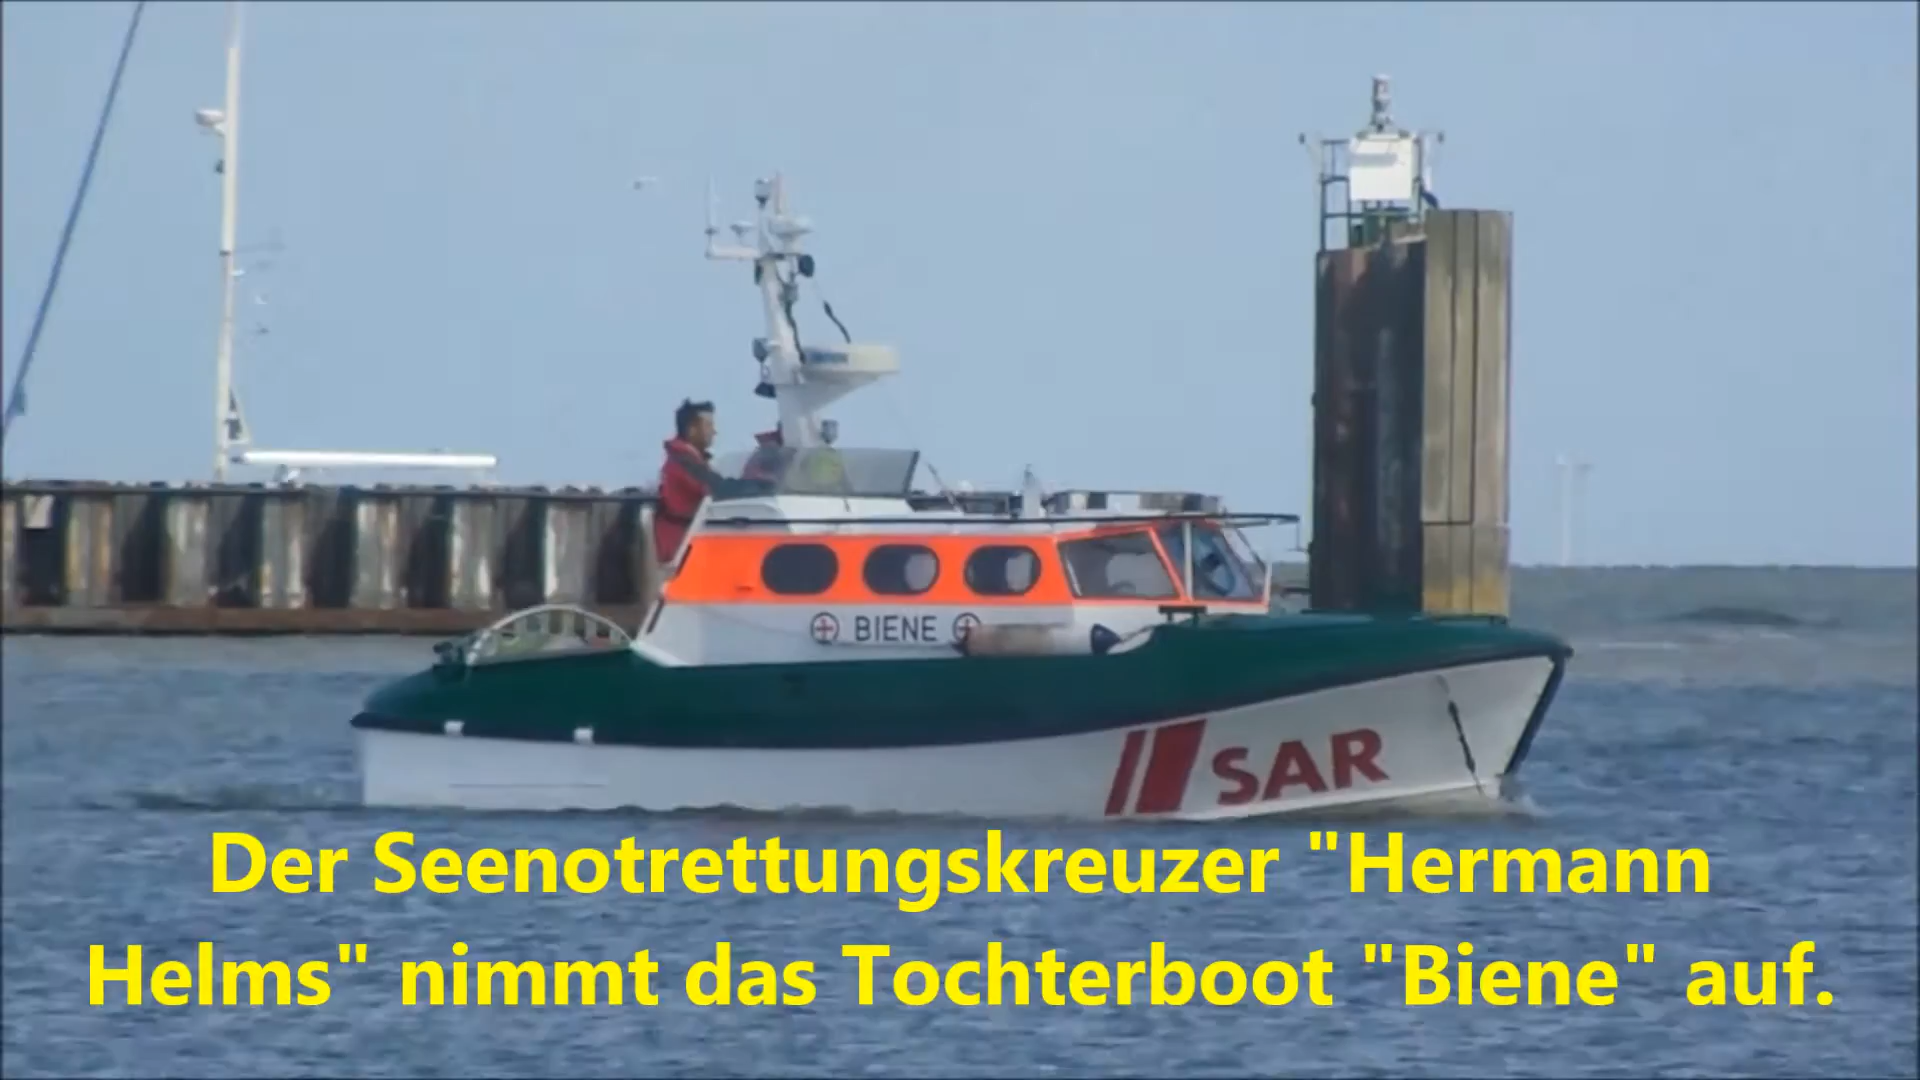 BIENE
SAR
Der Seenotrettungskreuzer "Hermann
Helms" nimmt das Tochterboot "Biene" auf.